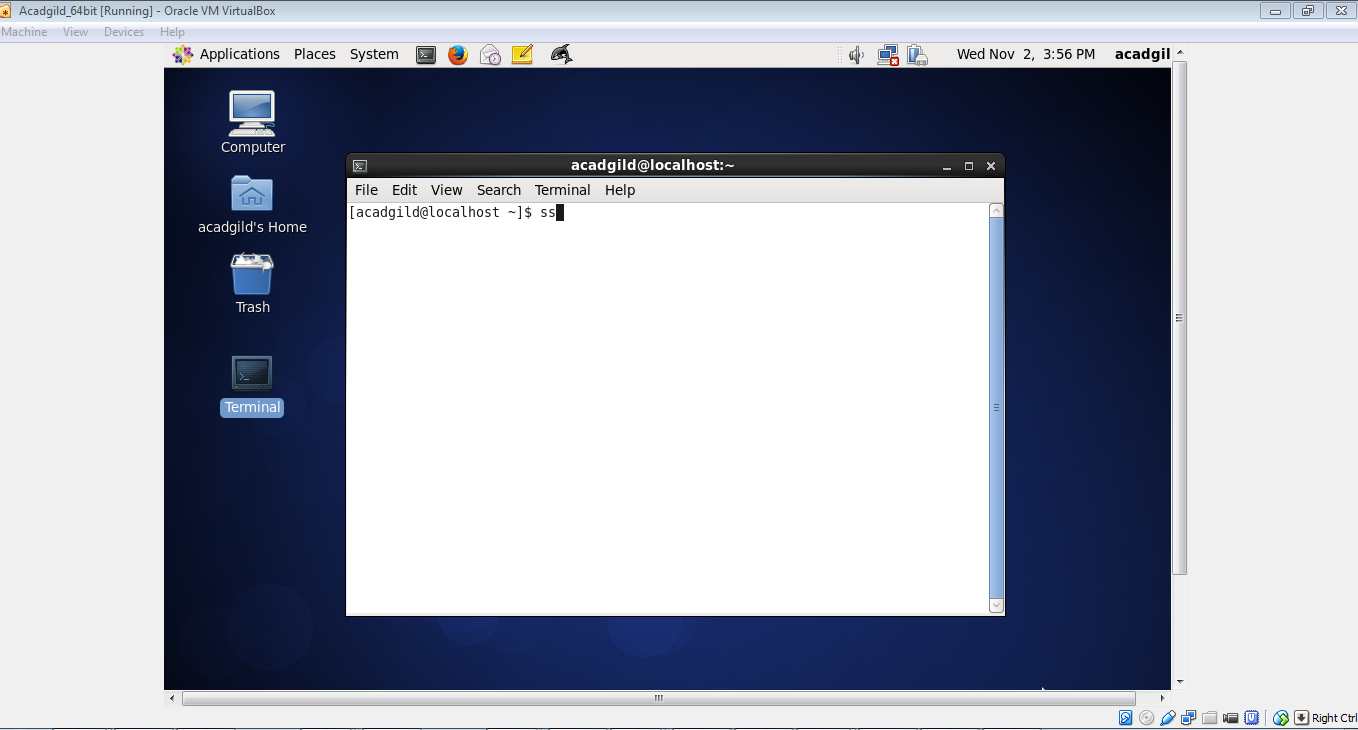 Acadgild_64bit [Running] - Oracle VM VirtualBox
Machine View Devices Help
Applications Places System Wed Nov 2, 3:56 PM acadgil
Computer
acadgild's Home
Trash
Terminal
acadgild@localhost:~
File Edit View Search Terminal Help
[acadgild@localhost ~]$ ss
Right Ctrl